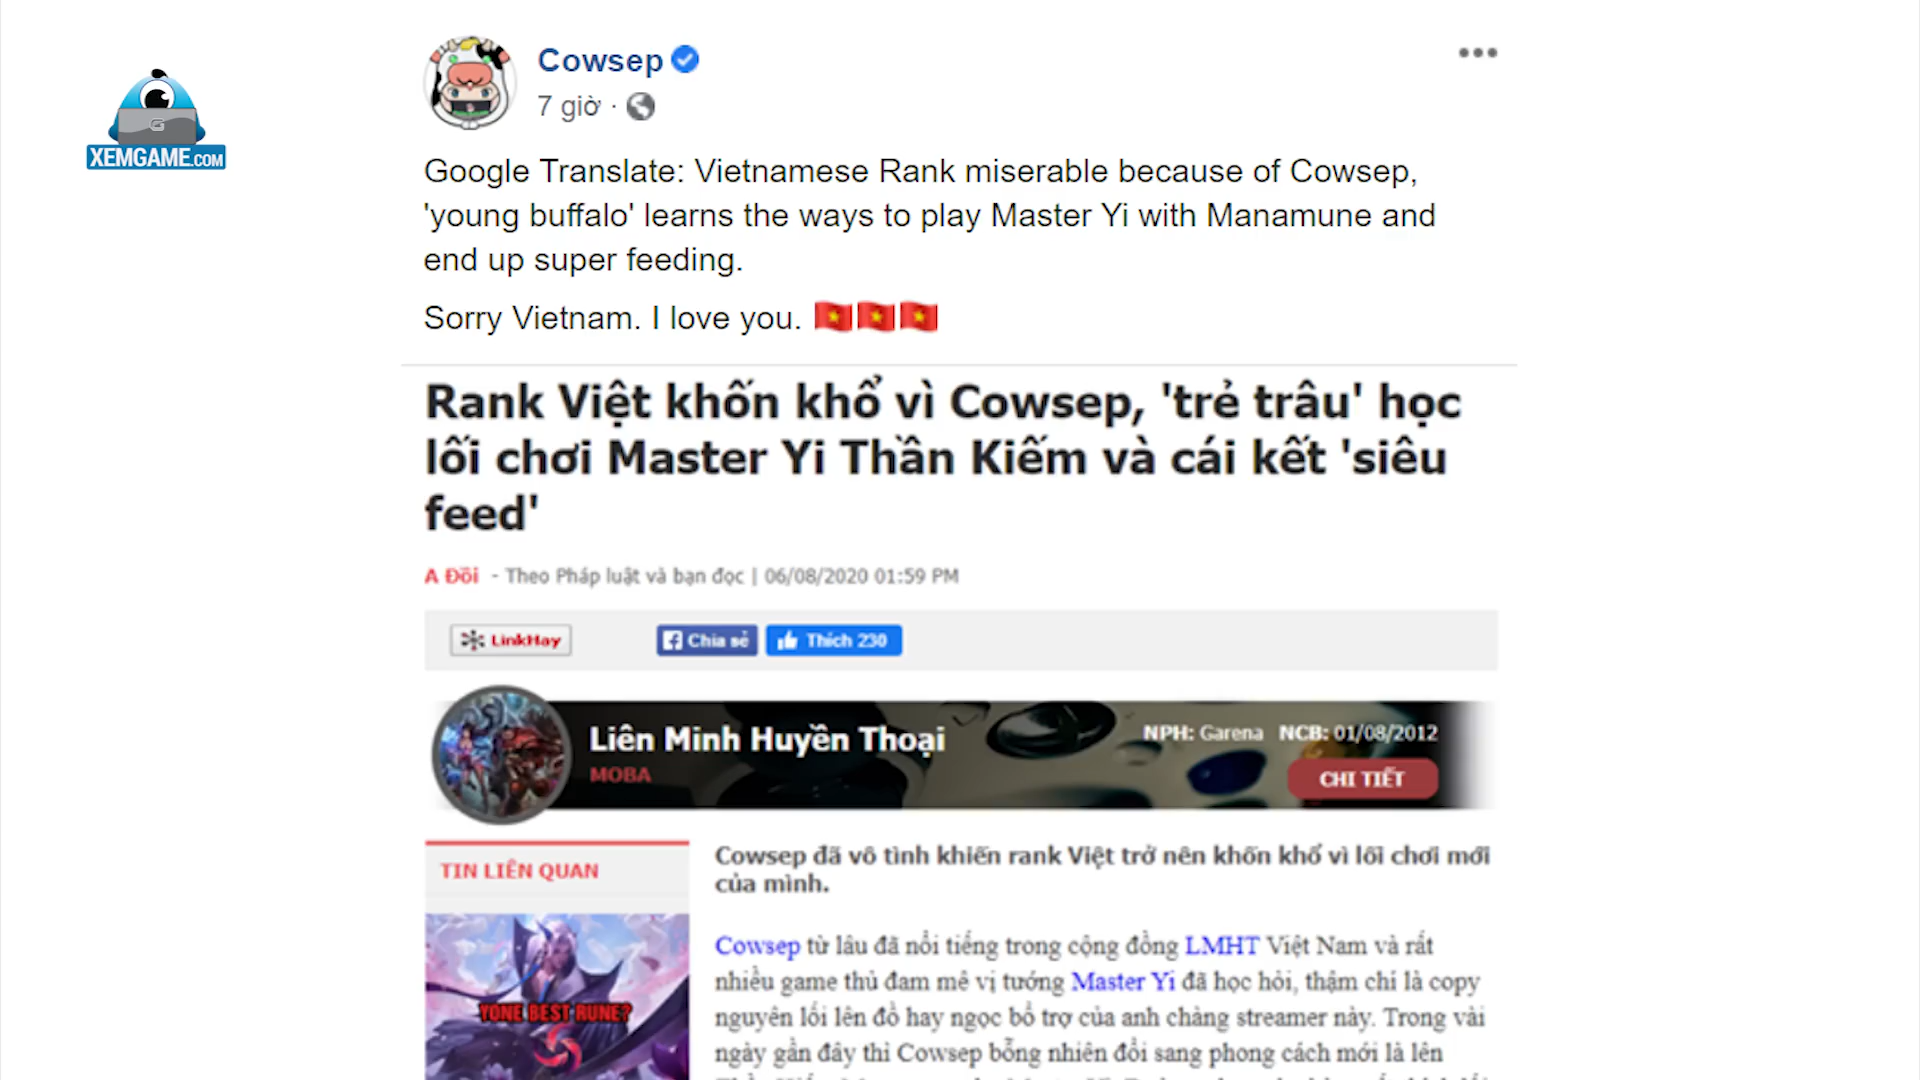 XEMGAME.COM
Cowsep
7 giờ ·
Google Translate: Vietnamese Rank miserable because of Cowsep,
'young buffalo' learns the ways to play Master Yi with Manamune and
end up super feeding.
Sorry Vietnam. I love you. 🇻🇳🇻🇳🇻🇳
Rank Việt khốn khổ vì Cowsep, 'trẻ trâu' học
lối chơi Master Yi Thần Kiếm và cái kết 'siêu
feed'
A Đồi - Theo Pháp luật và bạn đọc | 06/08/2020 01:59 PM
LinkHay
Chia sẻ
Thích 230
Liên Minh Huyền Thoại
MOBA
NPH: Garena NCB: 01/08/2012
CHI TIẾT
TIN LIÊN QUAN
YONE BEST RUNE?
Cowsep đã vô tình khiến rank Việt trở nên khốn khổ vì lối chơi mới
của mình.
Cowsep từ lâu đã nổi tiếng trong cộng đồng LMHT Việt Nam và rất
nhiều game thủ đam mê vị tướng Master Yi đã học hỏi, thậm chí là copy
nguyên lối lên đồ hay ngọc bổ trợ của anh chàng streamer này. Trong vài
ngày gần đây thì Cowsep bỗng nhiên đổi sang phong cách mới là lên